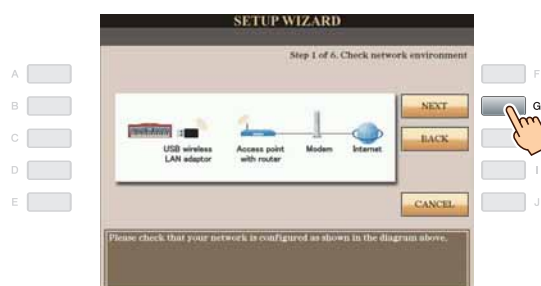 SETUP WIZARD
Step 1 of 6. Check network environment
A
F
B
NEXT
G
USB wireless
LAN adaptor
Access point
with router
Modem
Internet
C
BACK
D
I
E
CANCEL
J
Please check that your network is configured as shown in the diagram above.